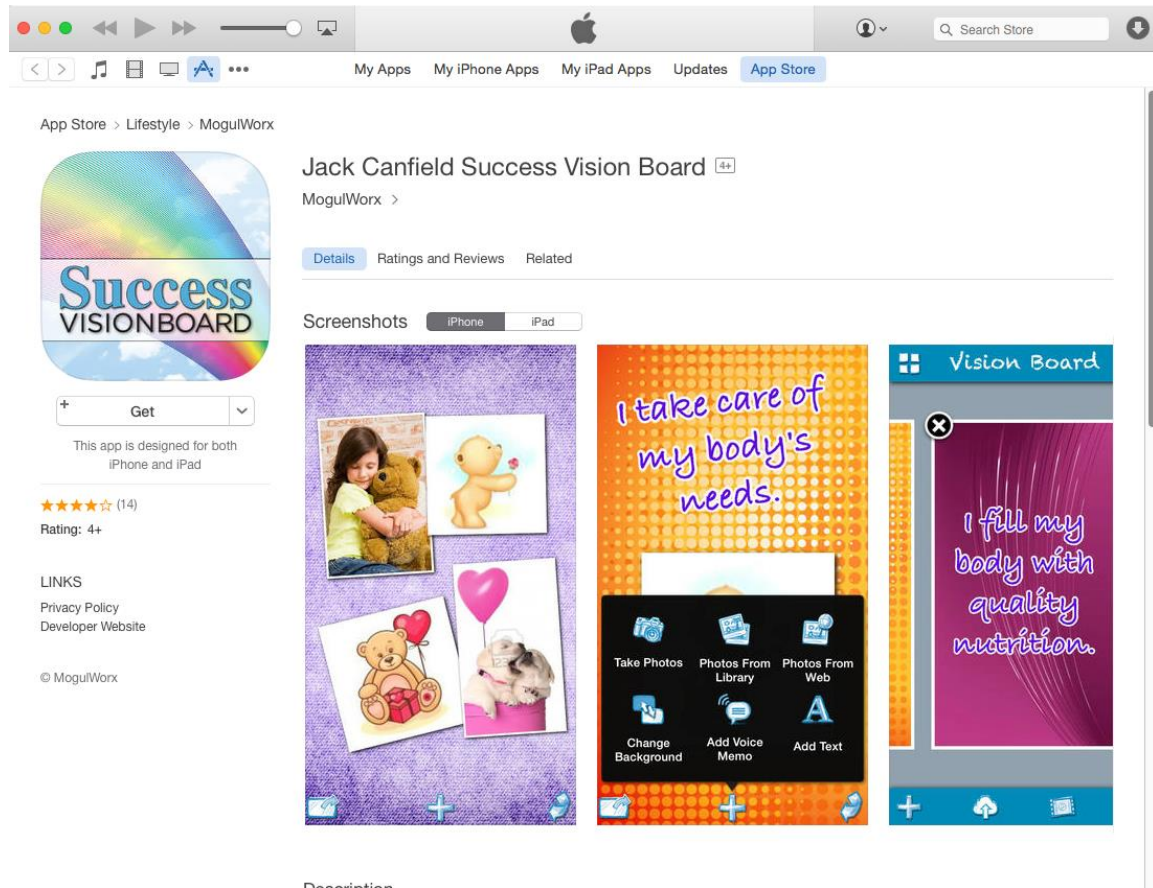 Search Store
My Apps My iPhone Apps My iPad Apps Updates App Store
App Store > Lifestyle > MogulWorx
Success
VISIONBOARD
+ Get
This app is designed for both
iPhone and iPad
★★★★☆ (14)
Rating: 4+
LINKS
Privacy Policy
Developer Website
© MogulWorx
Jack Canfield Success Vision Board 4+
MogulWorx >
Details Ratings and Reviews Related
Screenshots iPhone iPad
I take care of
my body's
needs.
Take Photos Photos From Library Photos From Web
Change Background Add Voice Memo Add Text
Vision Board
I fill my
body with
quality
nutrition.
Description